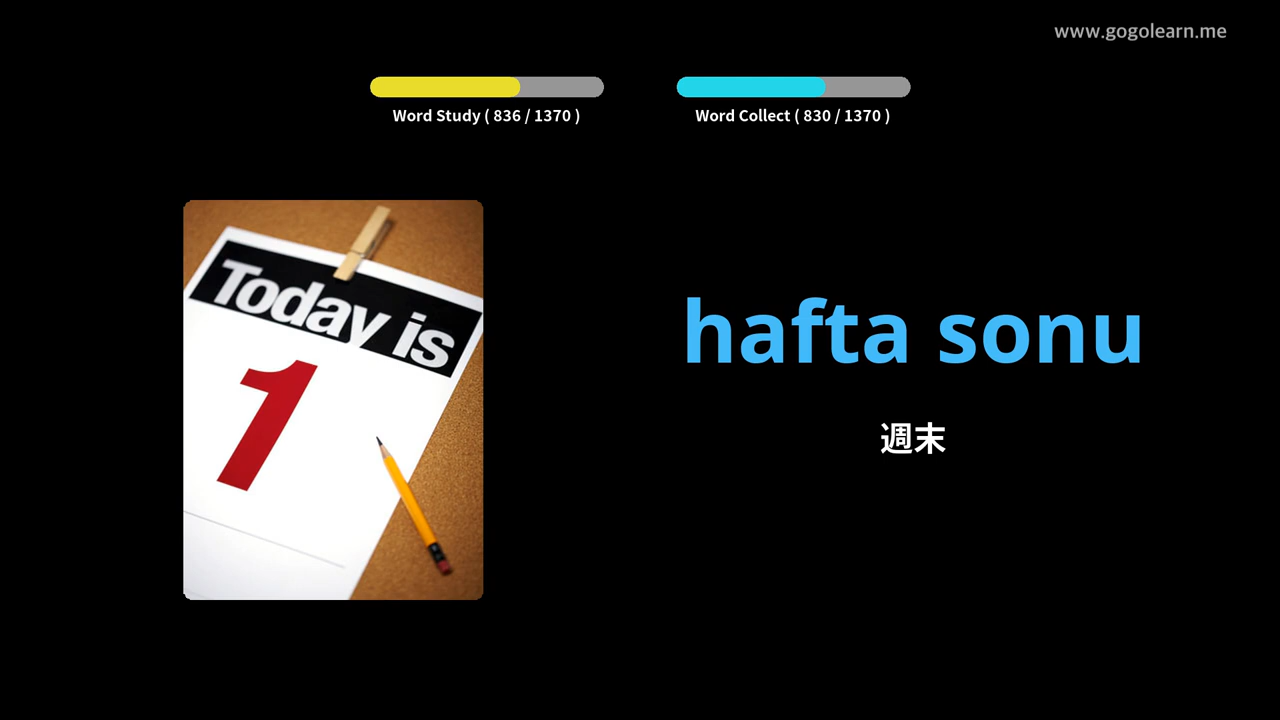 www.gogolearn.me
Word Study ( 836 / 1370 )
Word Collect ( 830 / 1370 )
Today is
1
hafta sonu
週末